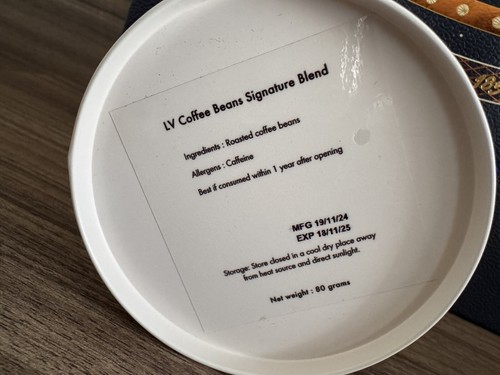 LV Coffee Beans Signature Blend
Ingredients : Roasted coffee beans
Allergens : Caffeine
Best if consumed within 1 year after opening
MFG 19/11/24
EXP 18/11/25
Storage: Store closed in a cool dry place away
from heat source and direct sunlight.
Net weight : 80 grams